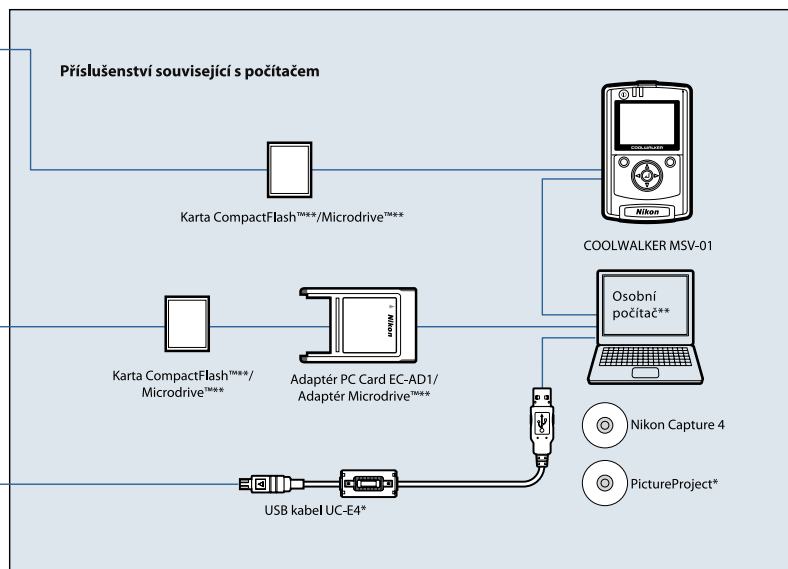 Příslušenství související s počítačem
COOLWALKER
Nikon
Karta CompactFlash™**/Microdrive™**
COOLWALKER MSV-01
Osobní
počítač**
Nikon
Karta CompactFlash™**/
Microdrive™**
Adaptér PC Card EC-AD1/
Adaptér Microdrive™**
Nikon Capture 4
PictureProject*
USB kabel UC-E4*